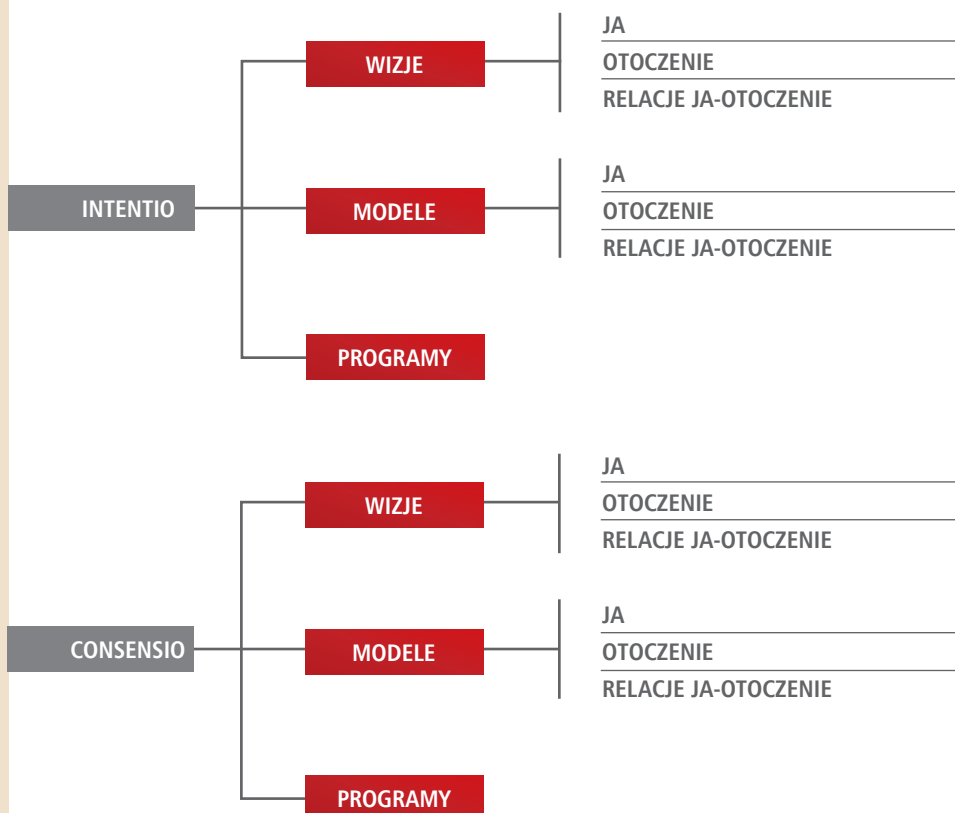 INTENTIO
WIZJE
JA
OTOCZENIE
RELACJE JA-OTOCZENIE
MODELE
JA
OTOCZENIE
RELACJE JA-OTOCZENIE
PROGRAMY
CONSENSIO
WIZJE
JA
OTOCZENIE
RELACJE JA-OTOCZENIE
MODELE
JA
OTOCZENIE
RELACJE JA-OTOCZENIE
PROGRAMY